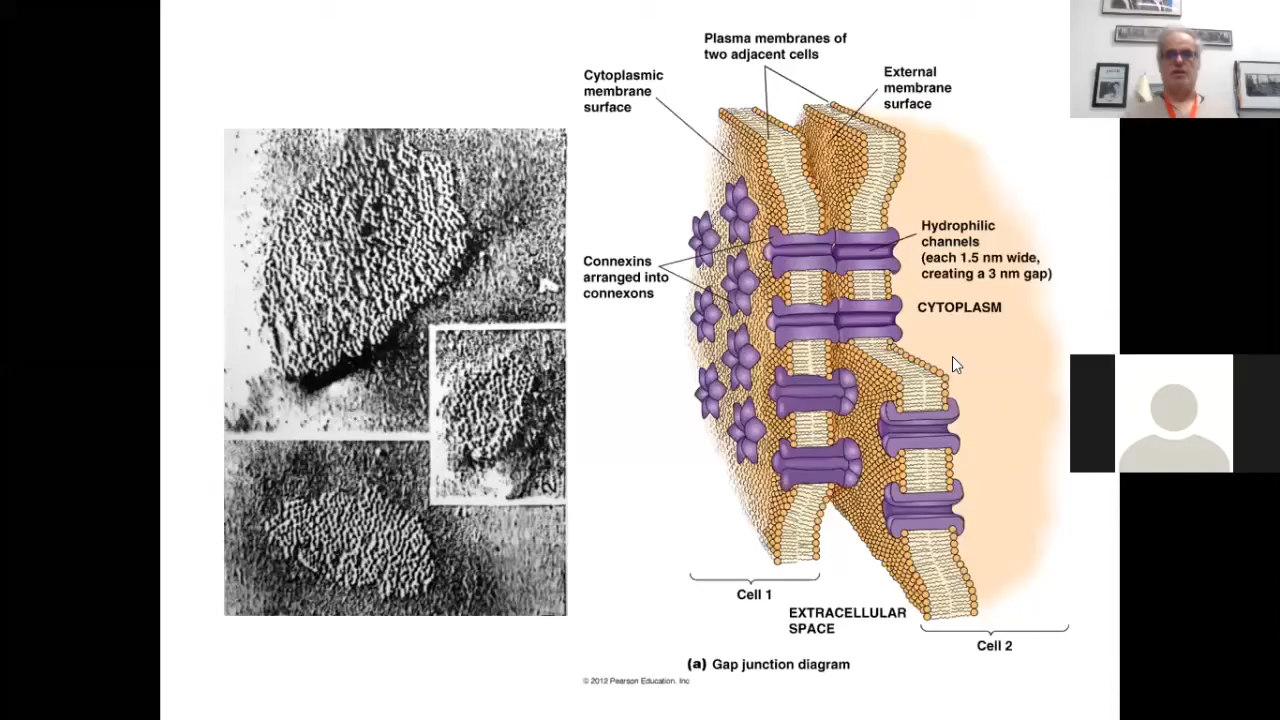 Plasma membranes of
two adjacent cells
Cytoplasmic
membrane
surface
External
membrane
surface
Connexins
arranged into
connexons
Hydrophilic
channels
(each 1.5 nm wide,
creating a 3 nm gap)
CYTOPLASM
Cell 1
EXTRACELLULAR
SPACE
Cell 2
(a) Gap junction diagram
© 2012 Pearson Education. Inc